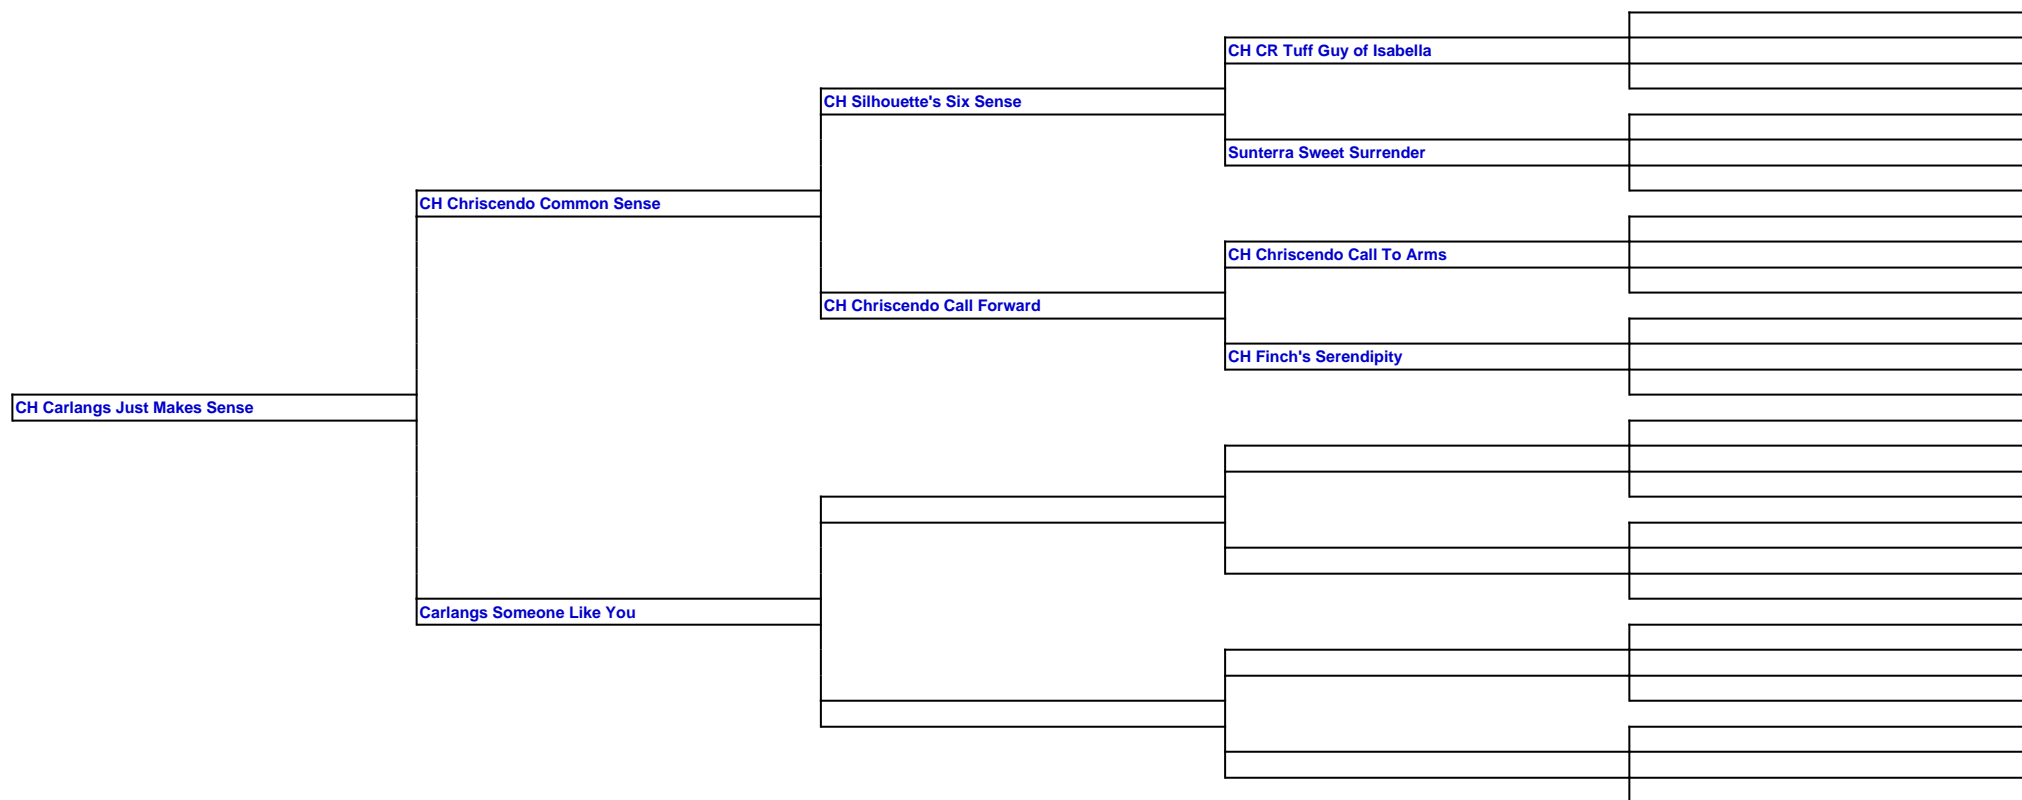 CH CR Tuff Guy of Isabella
CH Silhouette's Six Sense
Sunterra Sweet Surrender
CH Chriscendo Common Sense
CH Chriscendo Call To Arms
CH Chriscendo Call Forward
CH Finch's Serendipity
CH Carlangs Just Makes Sense
Carlangs Someone Like You